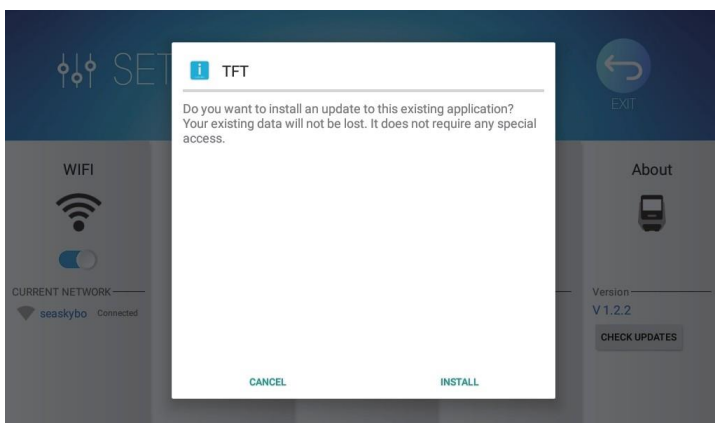 SET
EXIT
TFT
Do you want to install an update to this existing application?
Your existing data will not be lost. It does not require any special
access.
WIFI
About
CURRENT NETWORK
seaskybo Connected
Version
V 1.2.2
CHECK UPDATES
CANCEL
INSTALL